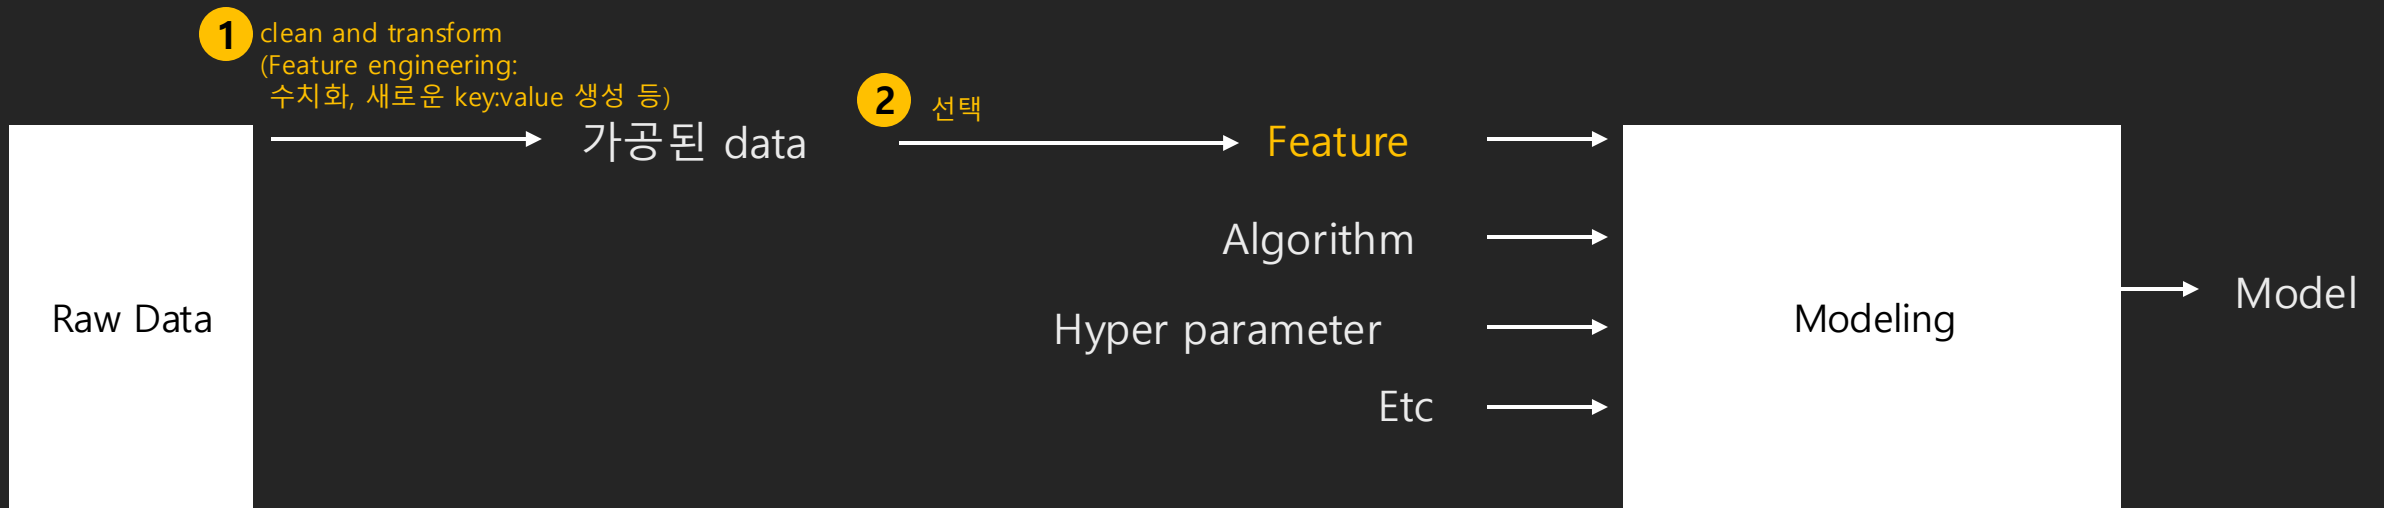 1
clean and transform
(Feature engineering:
수치화, 새로운 key:value 생성 등)
2
선택
가공된 data
Feature
Algorithm
Raw Data
Hyper parameter
Modeling
Model
Etc